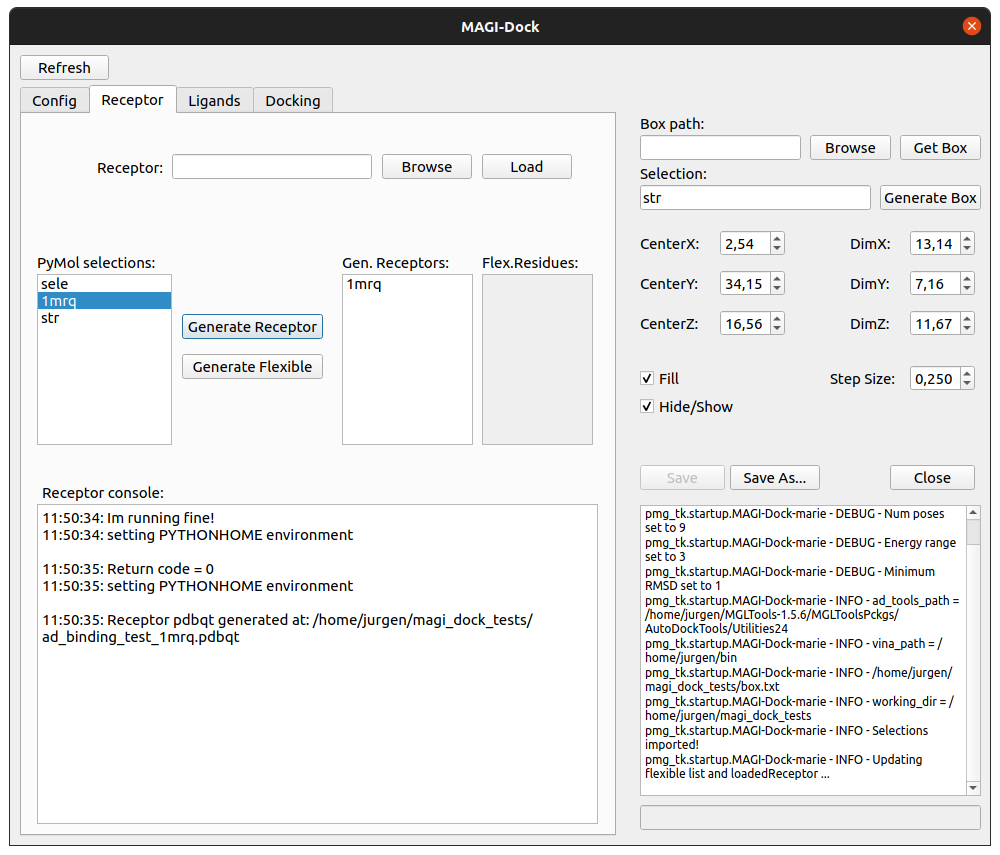 MAGI-Dock
Refresh
Config
Receptor
Ligands
Docking
Receptor:
Browse
Load
PyMol selections:
sele
1mrq
str
Generate Receptor
Generate Flexible
Gen. Receptors:
1mrq
Flex.Residues:
Receptor console:
11:50:34: Im running fine!
11:50:34: setting PYTHONHOME environment
11:50:35: Return code = 0
11:50:35: setting PYTHONHOME environment
11:50:35: Receptor pdbqt generated at: /home/jurgen/magi_dock_tests/
ad_binding_test_1mrq.pdbqt
Box path:
Browse
Get Box
Selection:
str
Generate Box
CenterX:
2,54
DimX:
13,14
CenterY:
34,15
DimY:
7,16
CenterZ:
16,56
DimZ:
11,67
Fill
Step Size:
0,250
Hide/Show
Save
Save As...
Close
pmg_tk.startup.MAGI-Dock-marie - DEBUG - Num poses
set to 9
pmg_tk.startup.MAGI-Dock-marie - DEBUG - Energy range
set to 3
pmg_tk.startup.MAGI-Dock-marie - DEBUG - Minimum
RMSD set to 1
pmg_tk.startup.MAGI-Dock-marie - INFO - ad_tools_path =
/home/jurgen/MGLTools-1.5.6/MGLToolsPckgs/
AutoDockTools/Utilities24
pmg_tk.startup.MAGI-Dock-marie - INFO - vina_path = /
home/jurgen/bin
pmg_tk.startup.MAGI-Dock-marie - INFO - /home/jurgen/
magi_dock_tests/box.txt
pmg_tk.startup.MAGI-Dock-marie - INFO - working_dir = /
home/jurgen/magi_dock_tests
pmg_tk.startup.MAGI-Dock-marie - INFO - Selections
imported!
pmg_tk.startup.MAGI-Dock-marie - INFO - Updating
flexible list and loadedReceptor ...